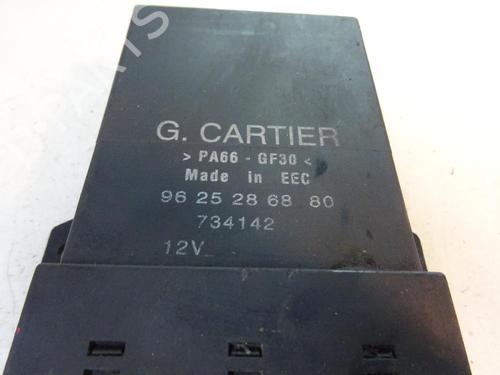 G. CARTIER
> PA66 - GF30 <
Made in EEC
96 25 28 68 80
734142
12V